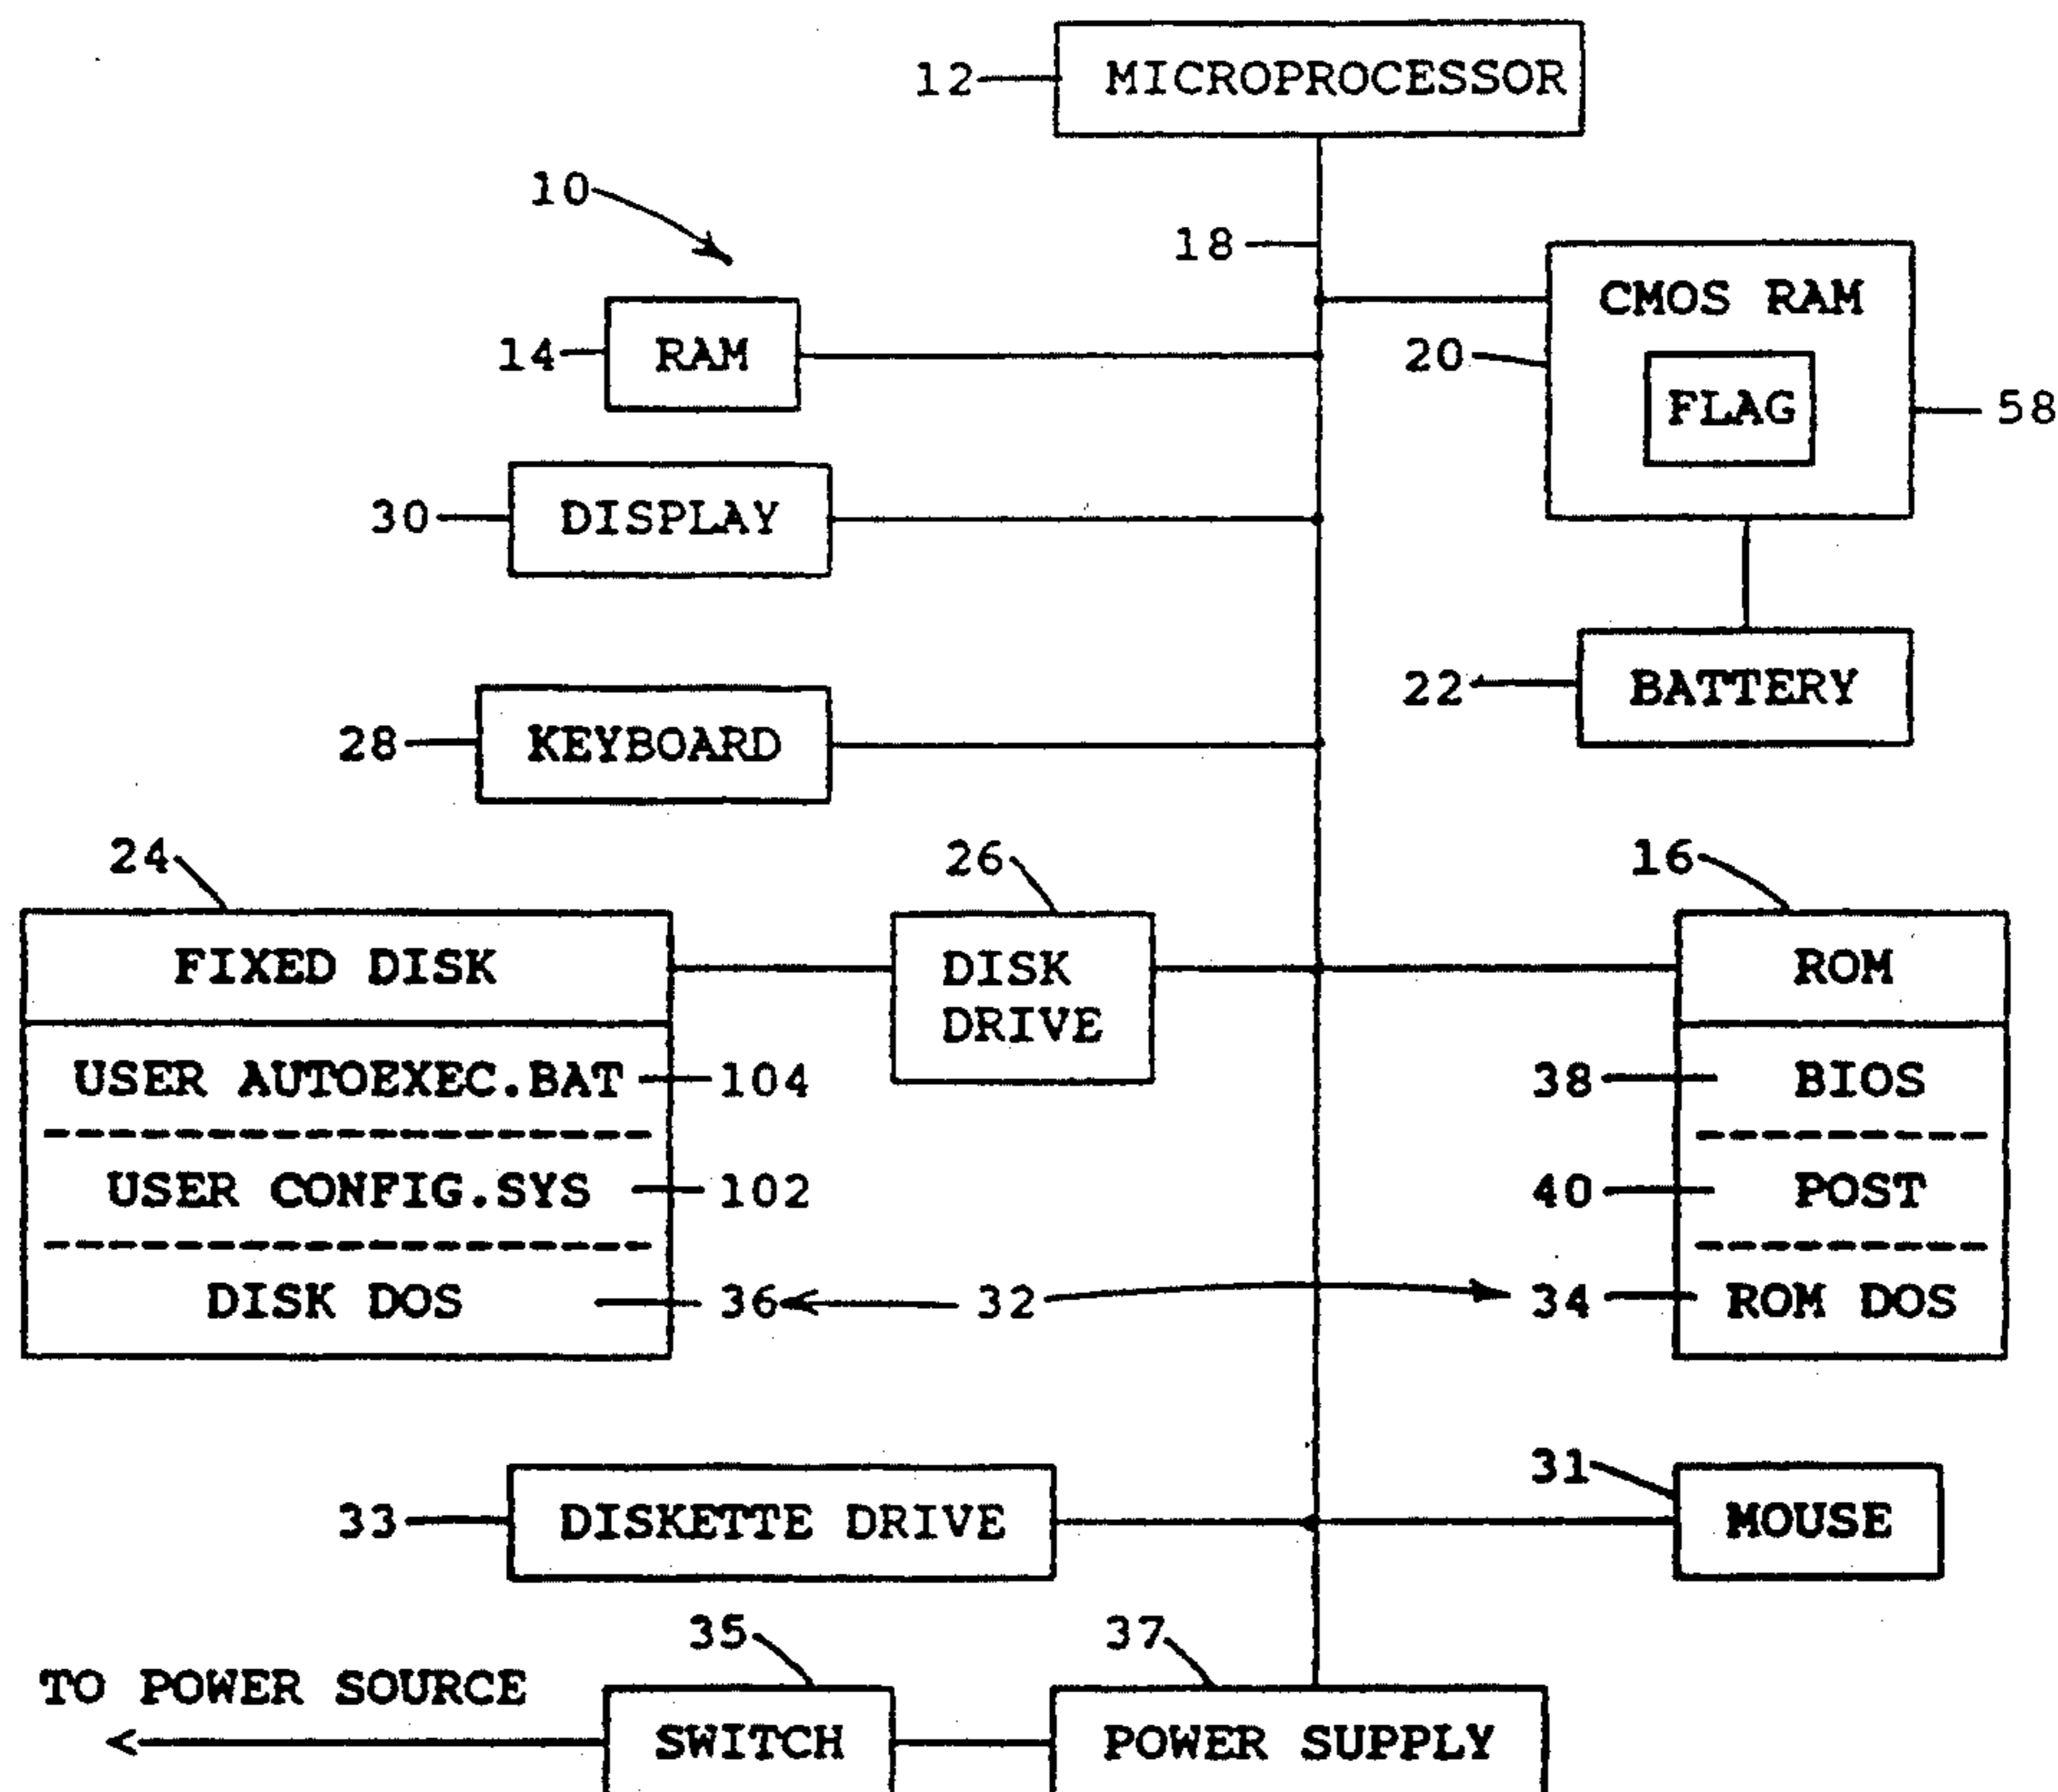 12 MICROPROCESSOR
10
18
CMOS RAM
14 RAM
20
FLAG
58
30 DISPLAY
22 BATTERY
28 KEYBOARD
24
26
16
FIXED DISK
DISK
DRIVE
ROM
USER AUTOEXEC.BAT 104
38 BIOS
USER CONFIG.SYS 102
40 POST
DISK DOS 36 32 34 ROM DOS
31
33 DISKETTE DRIVE
MOUSE
35
37
TO POWER SOURCE
SWITCH
POWER SUPPLY